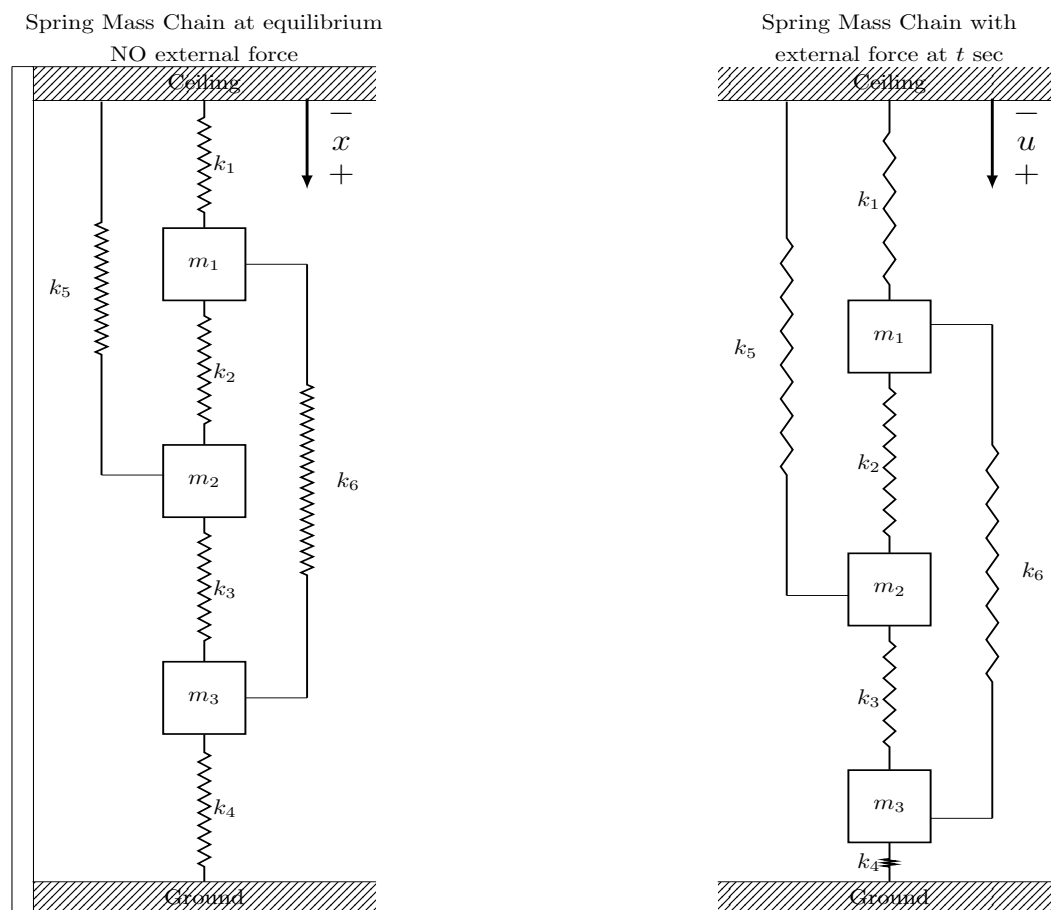 Spring Mass Chain at equilibrium
NO external force
Ceiling
−
x
+
k₁
m₁
k₅
k₂
m₂
k₆
k₃
m₃
k₄
Ground
Spring Mass Chain with
external force at t sec
Ceiling
−
u
+
k₁
m₁
k₅
k₂
k₆
m₂
k₃
m₃
k₄
Ground